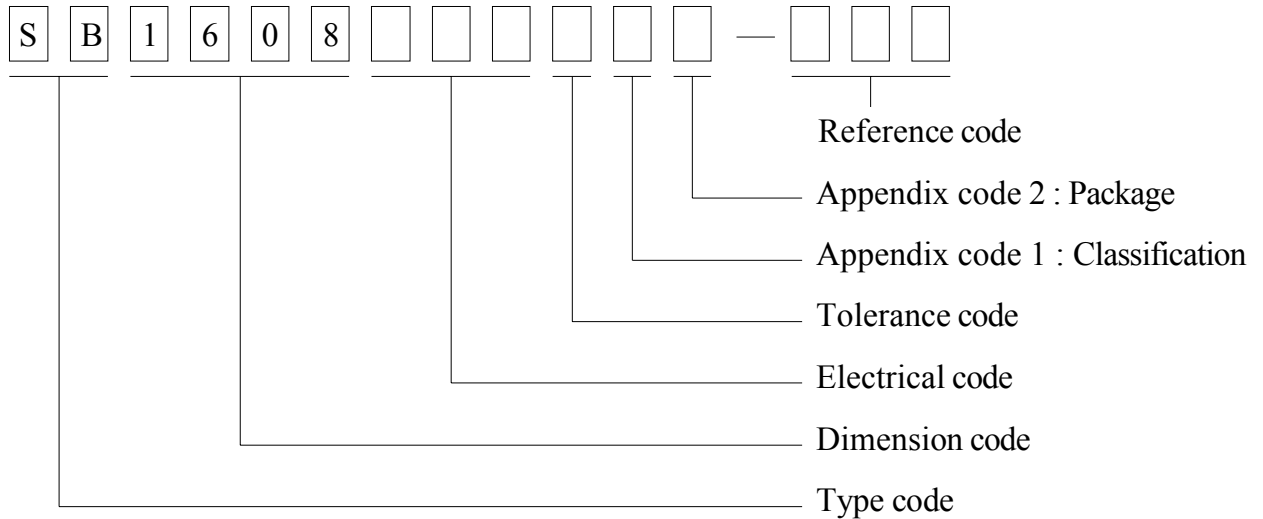 S B 1 6 0 8 —
Reference code
Appendix code 2 : Package
Appendix code 1 : Classification
Tolerance code
Electrical code
Dimension code
Type code